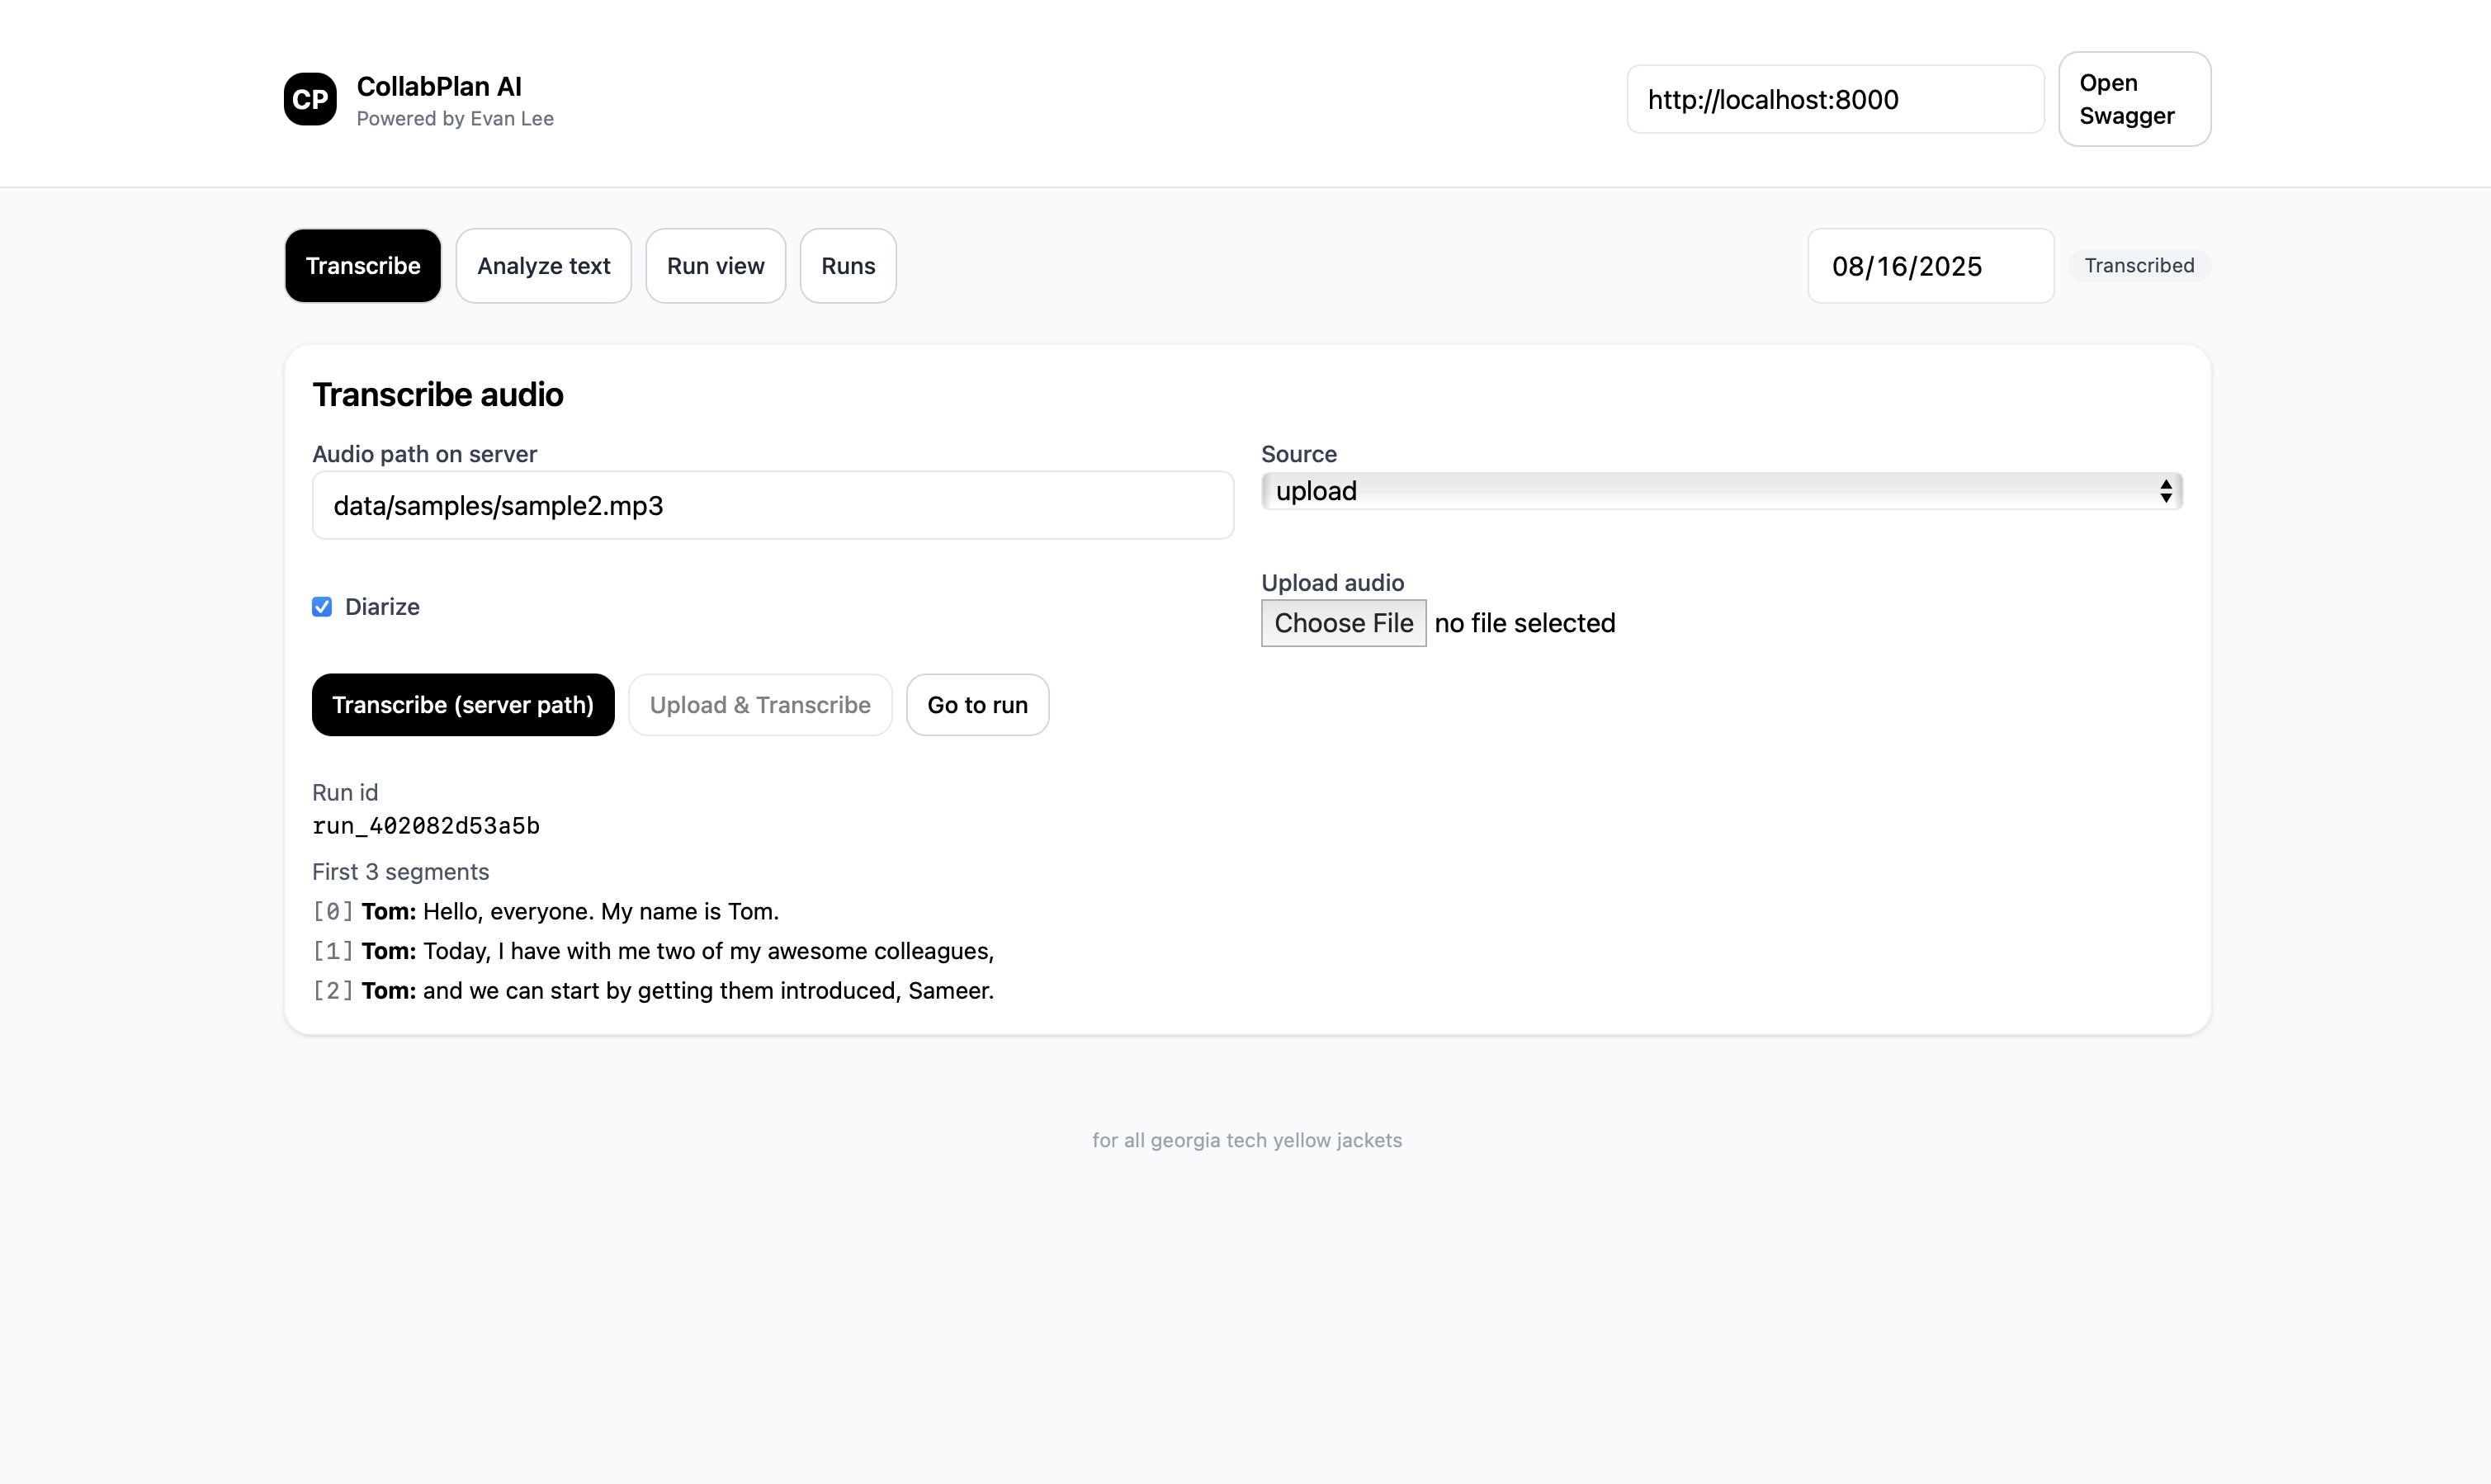 CP
CollabPlan AI
Powered by Evan Lee
http://localhost:8000
Open
Swagger
Transcribe
Analyze text
Run view
Runs
08/16/2025
Transcribed
Transcribe audio
Audio path on server
Source
data/samples/sample2.mp3
upload
Diarize
Upload audio
Choose File no file selected
Transcribe (server path)
Upload & Transcribe
Go to run
Run id
run_402082d53a5b
First 3 segments
[0] Tom: Hello, everyone. My name is Tom.
[1] Tom: Today, I have with me two of my awesome colleagues,
[2] Tom: and we can start by getting them introduced, Sameer.
for all georgia tech yellow jackets